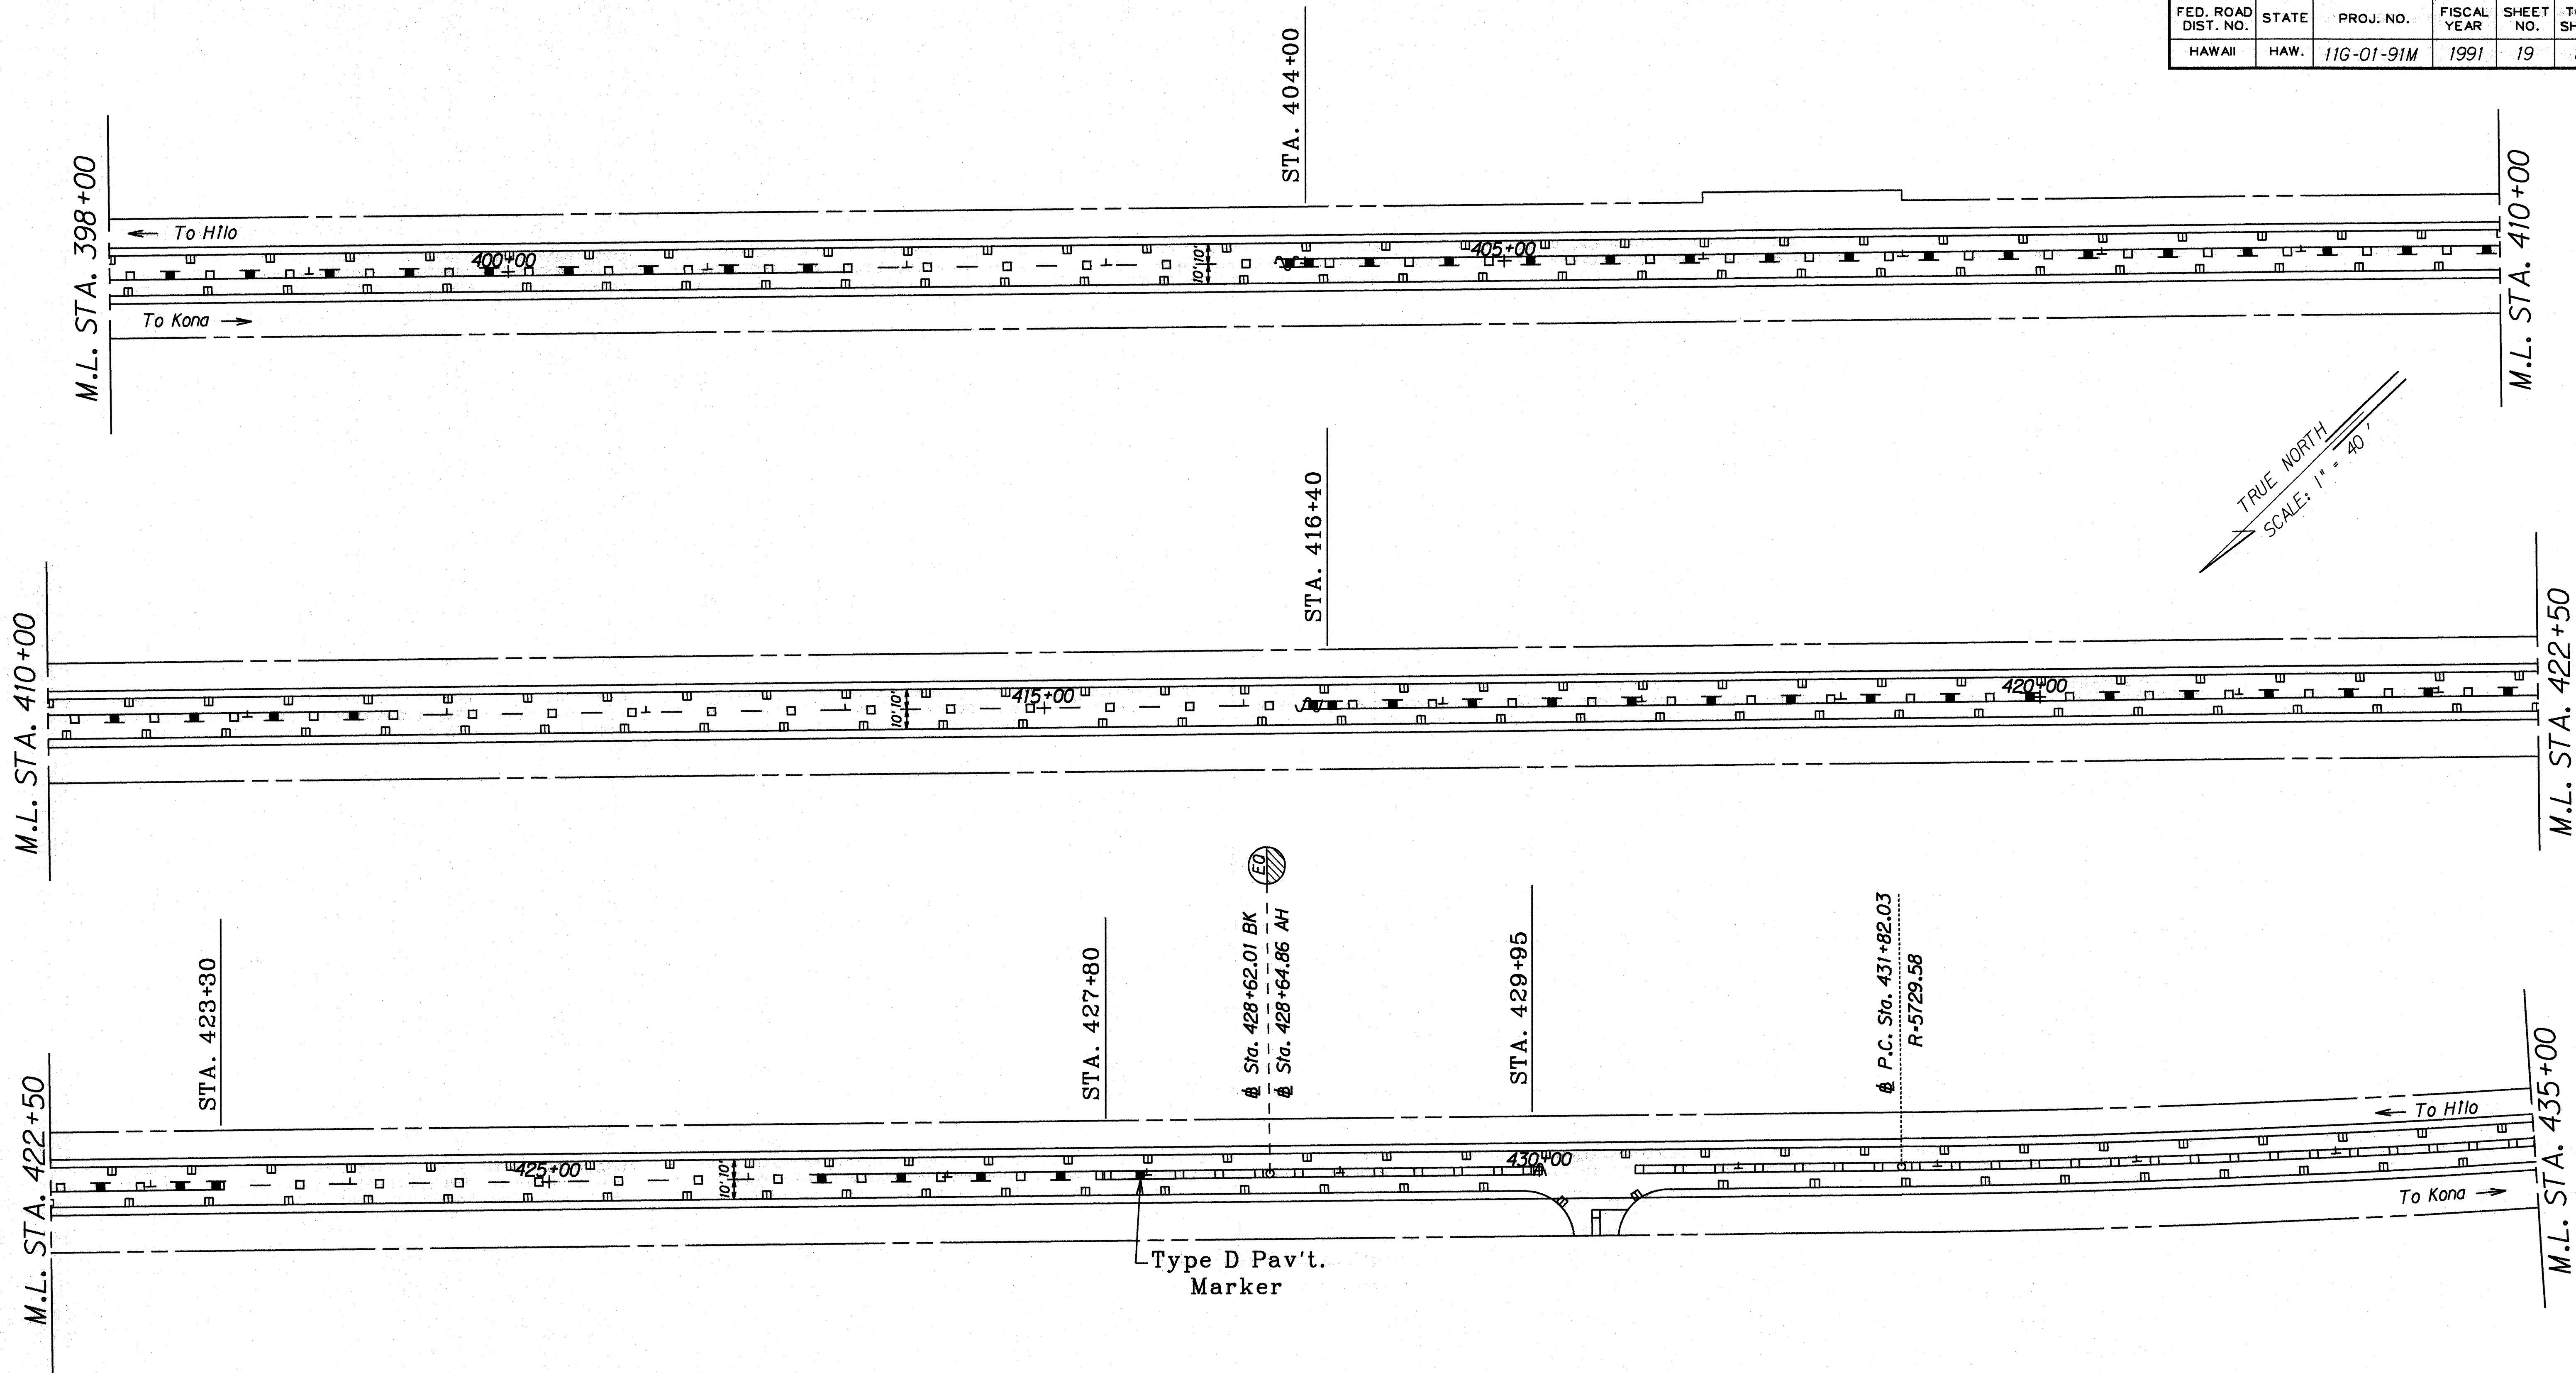 FED. ROAD DIST. NO.
STATE
PROJ. NO.
FISCAL YEAR
SHEET NO.
HAWAII
HAW.
11G-01-91M
1991
19
STA. 404+00
M.L. STA. 398+00
To Hilo
400+00
10' 10'
405+00
To Kona
M.L. STA. 410+00
TRUE NORTH
SCALE: 1" = 40'
STA. 416+40
M.L. STA. 410+00
10' 10'
415+00
420+00
M.L. STA. 422+50
EQ
STA. 423+30
STA. 427+80
Sta. 428+62.01 BK
Sta. 428+64.86 AH
STA. 429+95
P.C. Sta. 431+82.03
R=5729.58
M.L. STA. 422+50
425+00
10' 10'
430+00
To Hilo
To Kona
M.L. STA. 435+00
Type D Pav't.
Marker